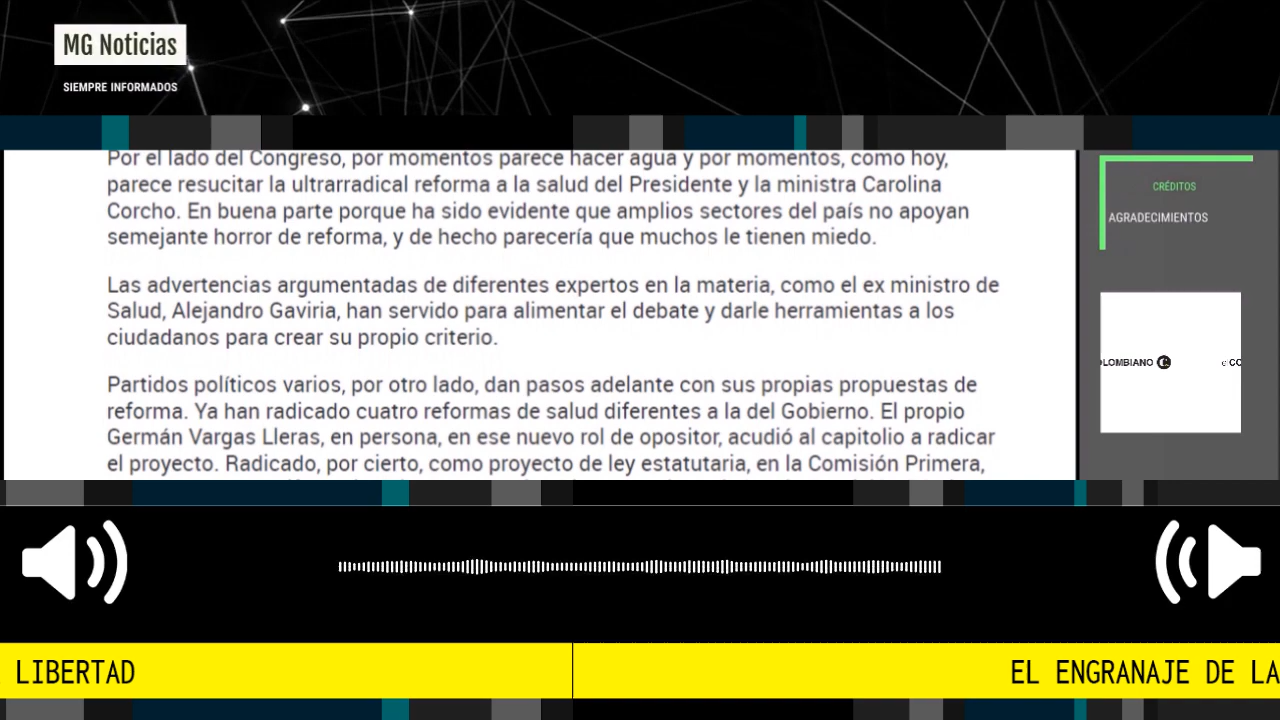 MG Noticias
SIEMPRE INFORMADOS
Por el lado del Congreso, por momentos parece hacer agua y por momentos, como hoy,
parece resucitar la ultrarradical reforma a la salud del Presidente y la ministra Carolina
Corcho. En buena parte porque ha sido evidente que amplios sectores del país no apoyan
semejante horror de reforma, y de hecho parecería que muchos le tienen miedo.
Las advertencias argumentadas de diferentes expertos en la materia, como el ex ministro de
Salud, Alejandro Gaviria, han servido para alimentar el debate y darle herramientas a los
ciudadanos para crear su propio criterio.
Partidos políticos varios, por otro lado, dan pasos adelante con sus propias propuestas de
reforma. Ya han radicado cuatro reformas de salud diferentes a la del Gobierno. El propio
Germán Vargas Lleras, en persona, en ese nuevo rol de opositor, acudió al capitolio a radicar
el proyecto. Radicado, por cierto, como proyecto de ley estatutaria, en la Comisión Primera,
CRÉDITOS
AGRADECIMIENTOS
OLOMBIANO C
e CO
LIBERTAD
EL ENGRANAJE DE LA